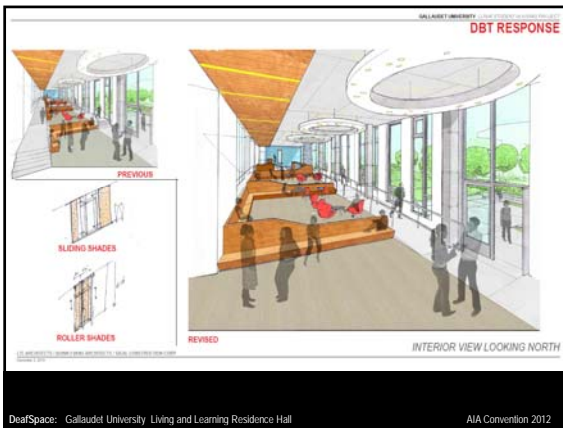 GALLAUDET UNIVERSITY
DBT RESPONSE
PREVIOUS
SLIDING SHADES
ROLLER SHADES
REVISED
INTERIOR VIEW LOOKING NORTH
DeafSpace: Gallaudet University Living and Learning Residence Hall
AIA Convention 2012